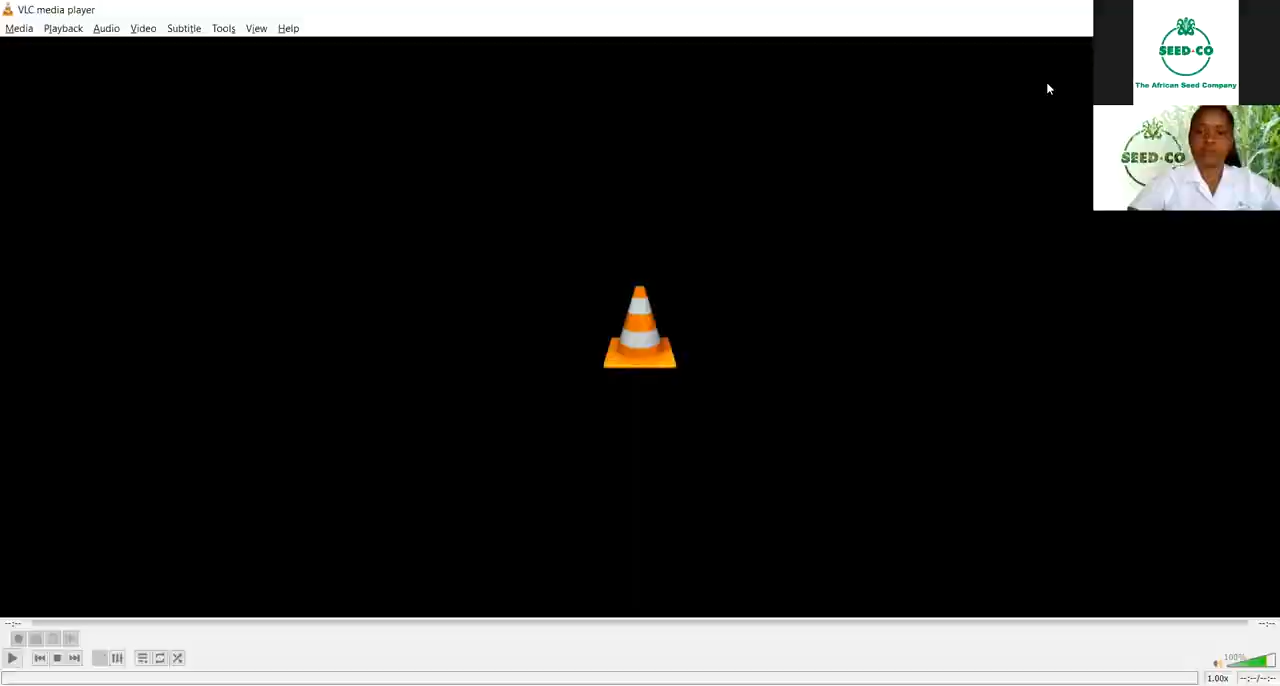 VLC media player
Media Playback Audio Video Subtitle Tools View Help
SEED·CO
The African Seed Company
SEED·CO
--:-- --:--
100%
1.00x --:--/--:--